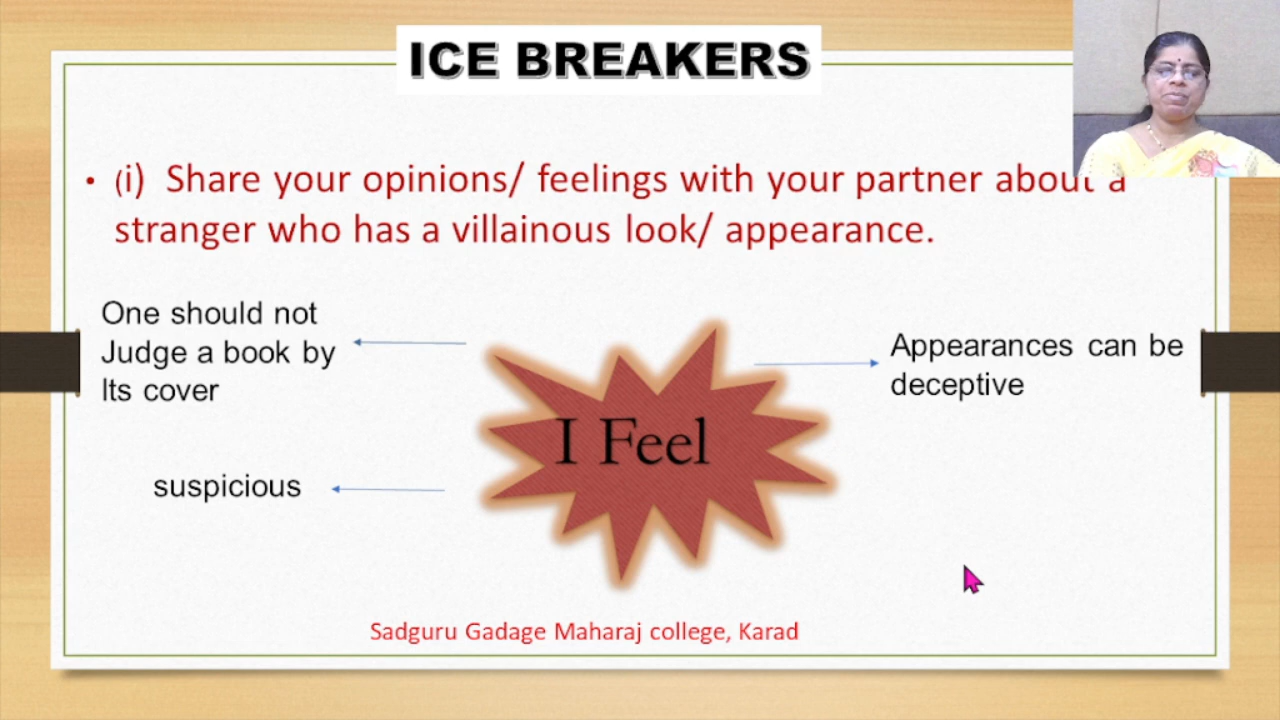 ICE BREAKERS
• (i) Share your opinions/ feelings with your partner about a
stranger who has a villainous look/ appearance.
One should not
Judge a book by
Its cover
Appearances can be
deceptive
I Feel
suspicious
Sadguru Gadage Maharaj college, Karad